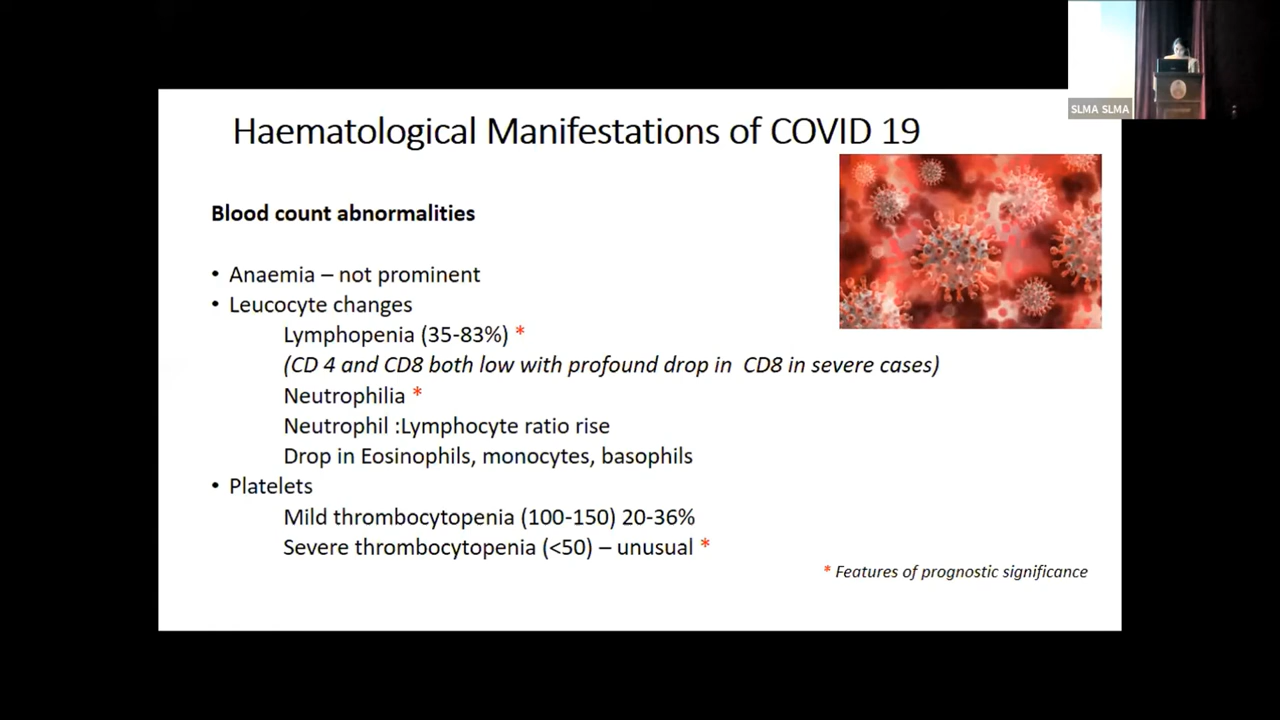 SLMA SLMA
Haematological Manifestations of COVID 19
Blood count abnormalities
• Anaemia – not prominent
• Leucocyte changes
Lymphopenia (35-83%) *
(CD 4 and CD8 both low with profound drop in CD8 in severe cases)
Neutrophilia *
Neutrophil :Lymphocyte ratio rise
Drop in Eosinophils, monocytes, basophils
• Platelets
Mild thrombocytopenia (100-150) 20-36%
Severe thrombocytopenia (<50) – unusual *
* Features of prognostic significance